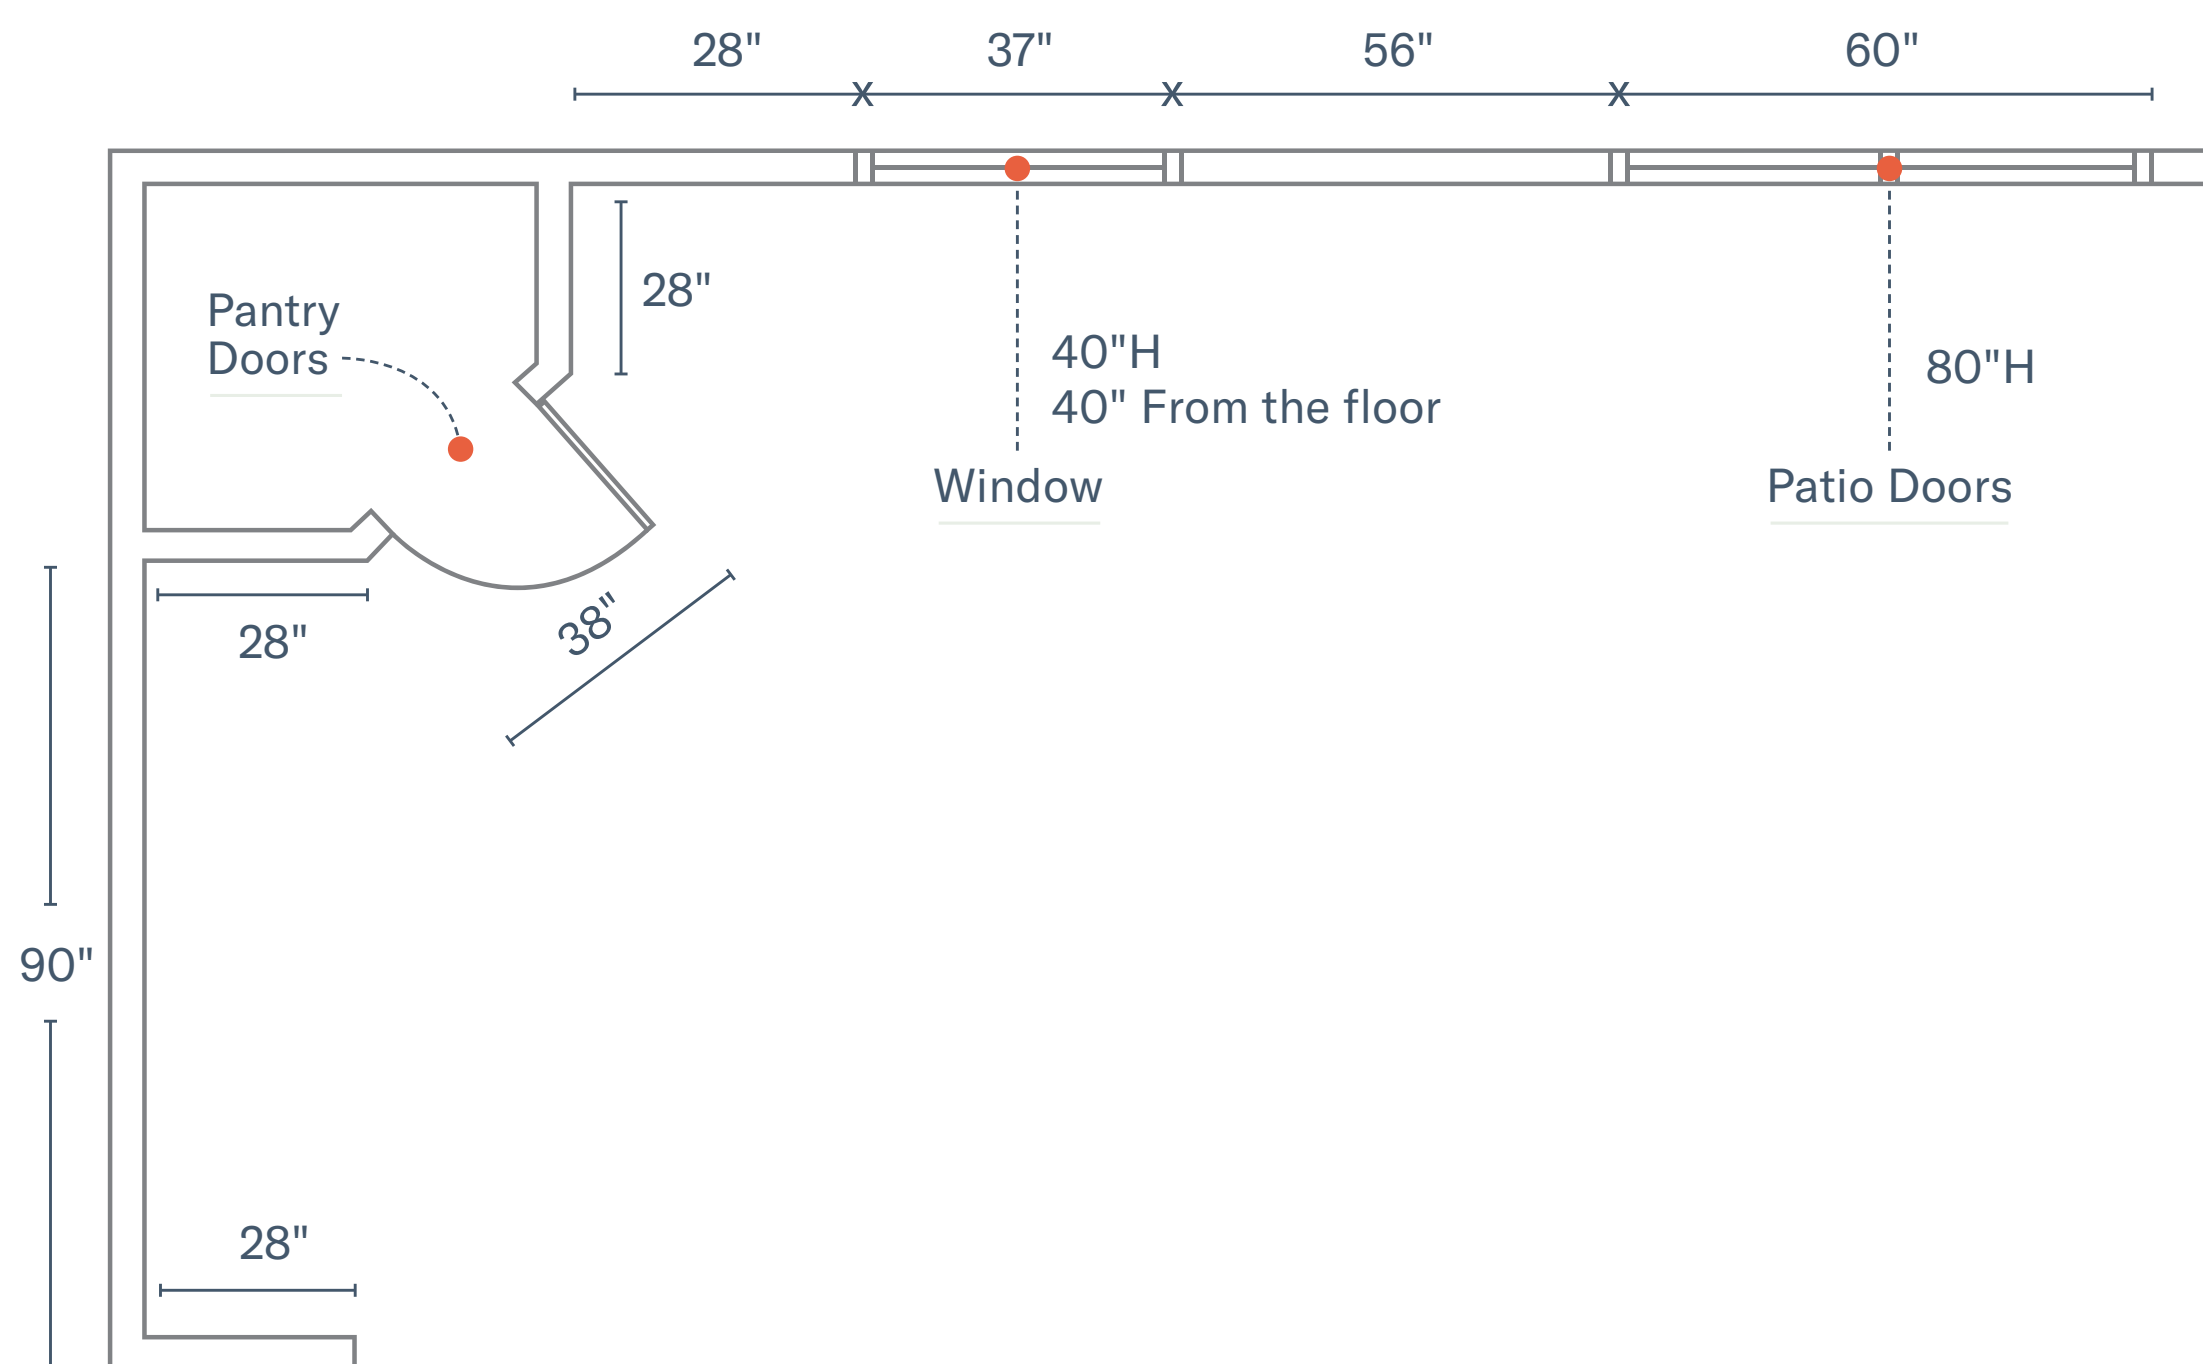 28"
37"
56"
60"
x
x
x
Pantry
Doors
28"
40"H
40" From the floor
Window
80"H
Patio Doors
28"
38"
90"
28"